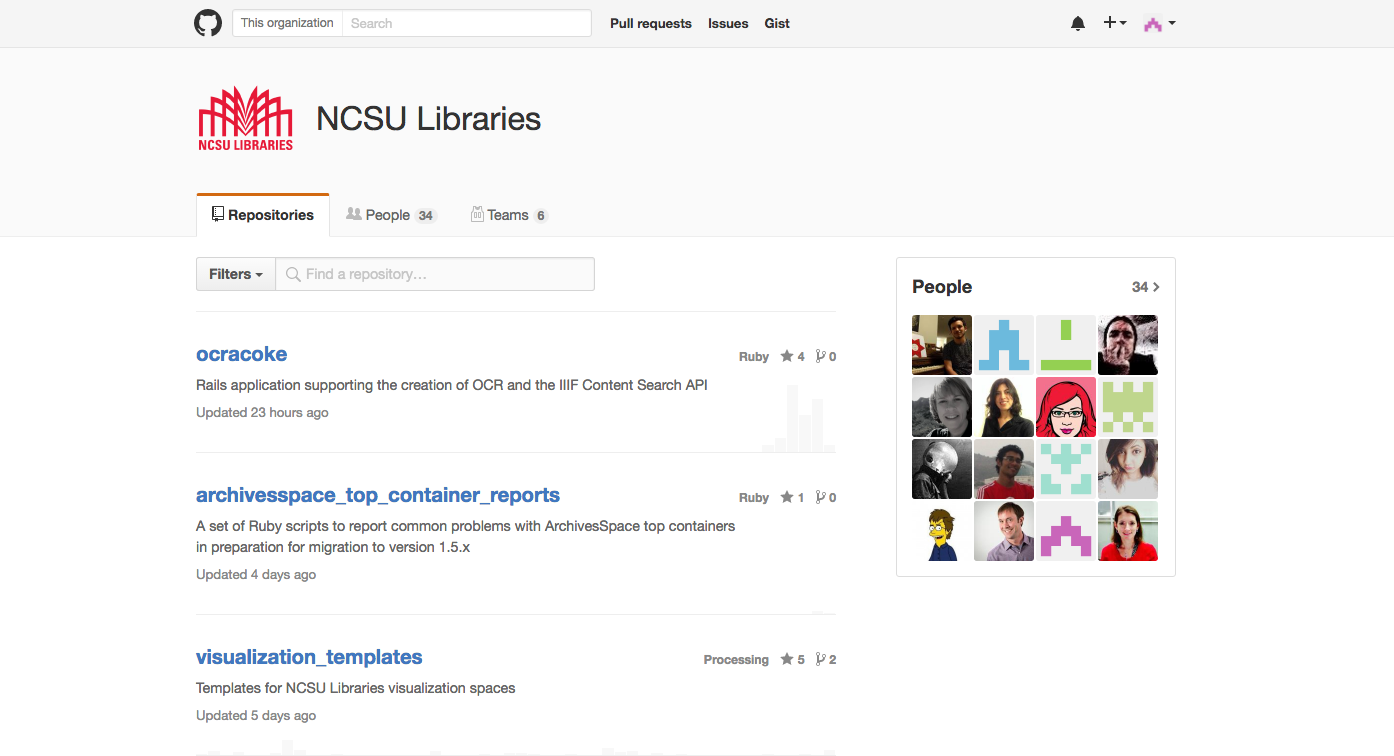 This organization Search Pull requests Issues Gist
NCSU LIBRARIES
NCSU Libraries
Repositories People 34 Teams 6
Filters Find a repository…
People 34
ocracoke Ruby 4 0
Rails application supporting the creation of OCR and the IIIF Content Search API
Updated 23 hours ago
archivesspace_top_container_reports Ruby 1 0
A set of Ruby scripts to report common problems with ArchivesSpace top containers
in preparation for migration to version 1.5.x
Updated 4 days ago
visualization_templates Processing 5 2
Templates for NCSU Libraries visualization spaces
Updated 5 days ago